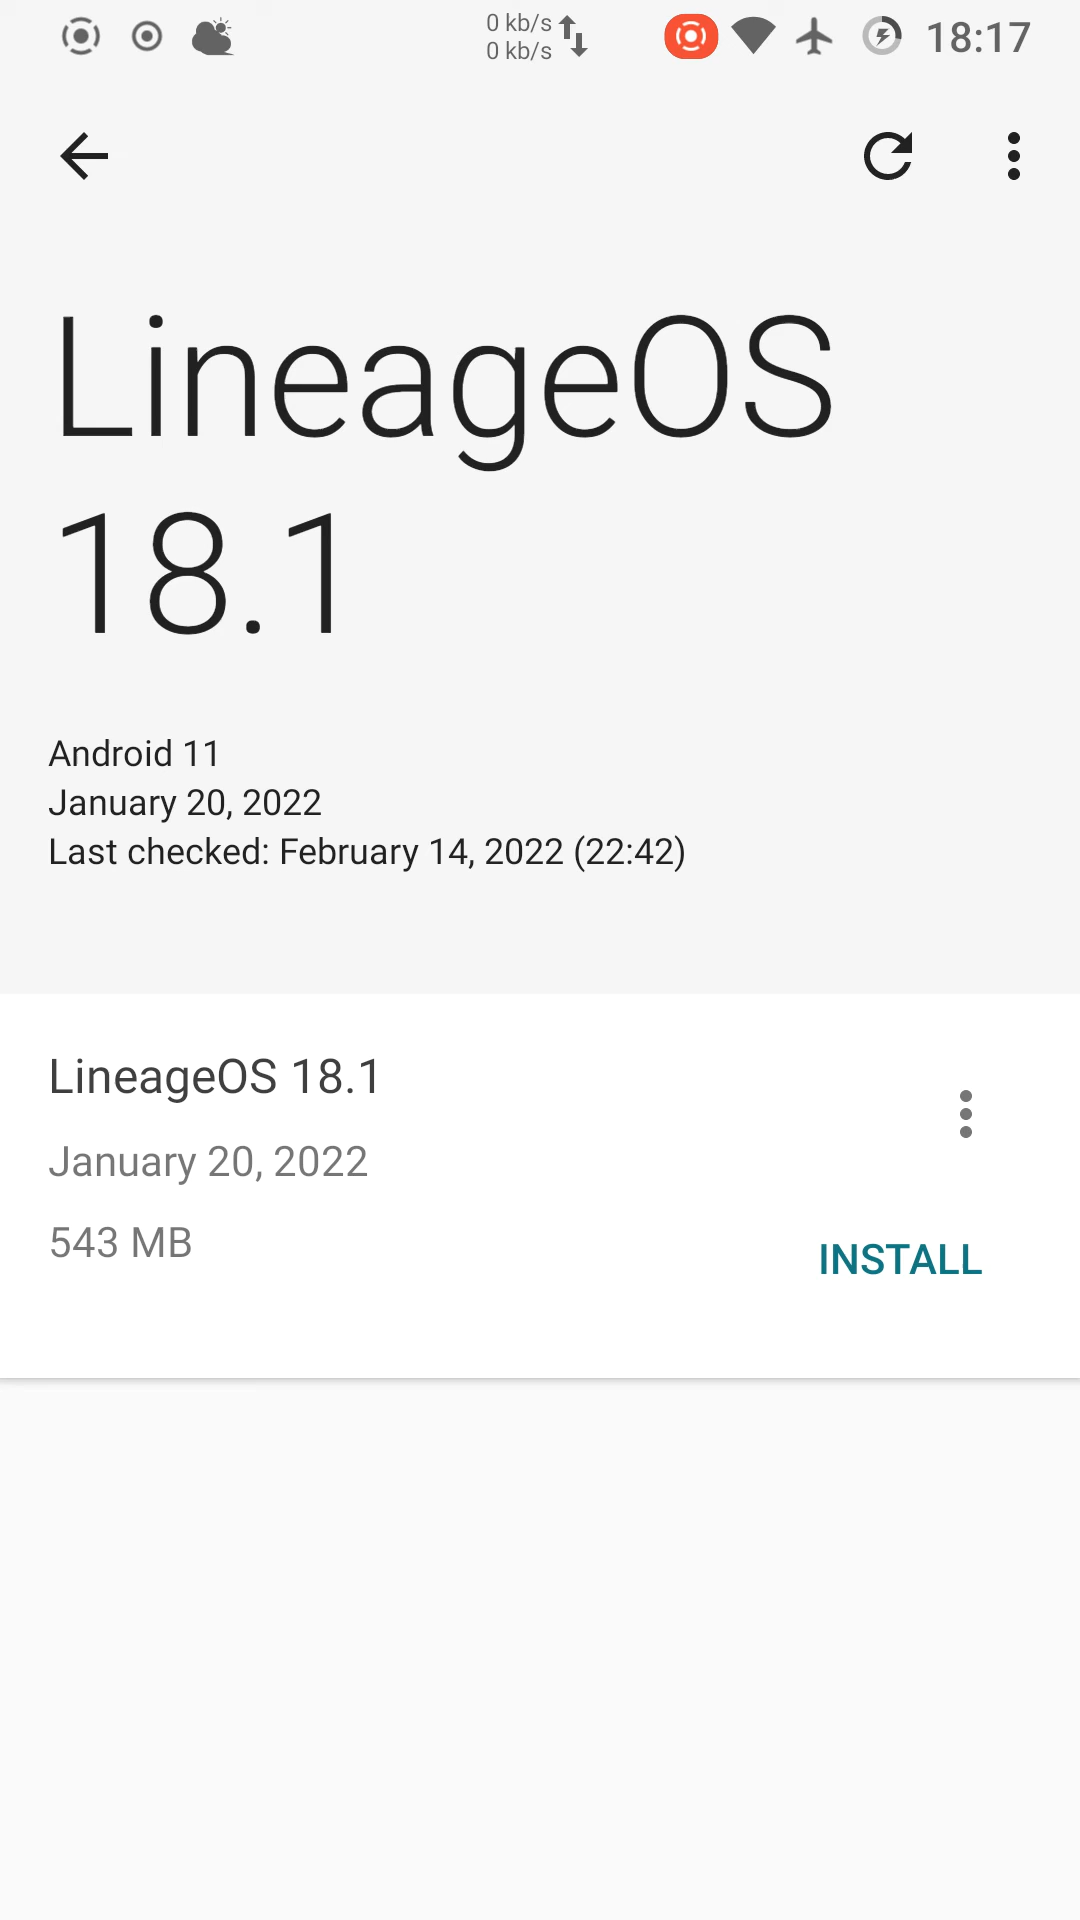 0 kb/s
0 kb/s
18:17
LineageOS
18.1
Android 11
January 20, 2022
Last checked: February 14, 2022 (22:42)
LineageOS 18.1
January 20, 2022
543 MB
INSTALL